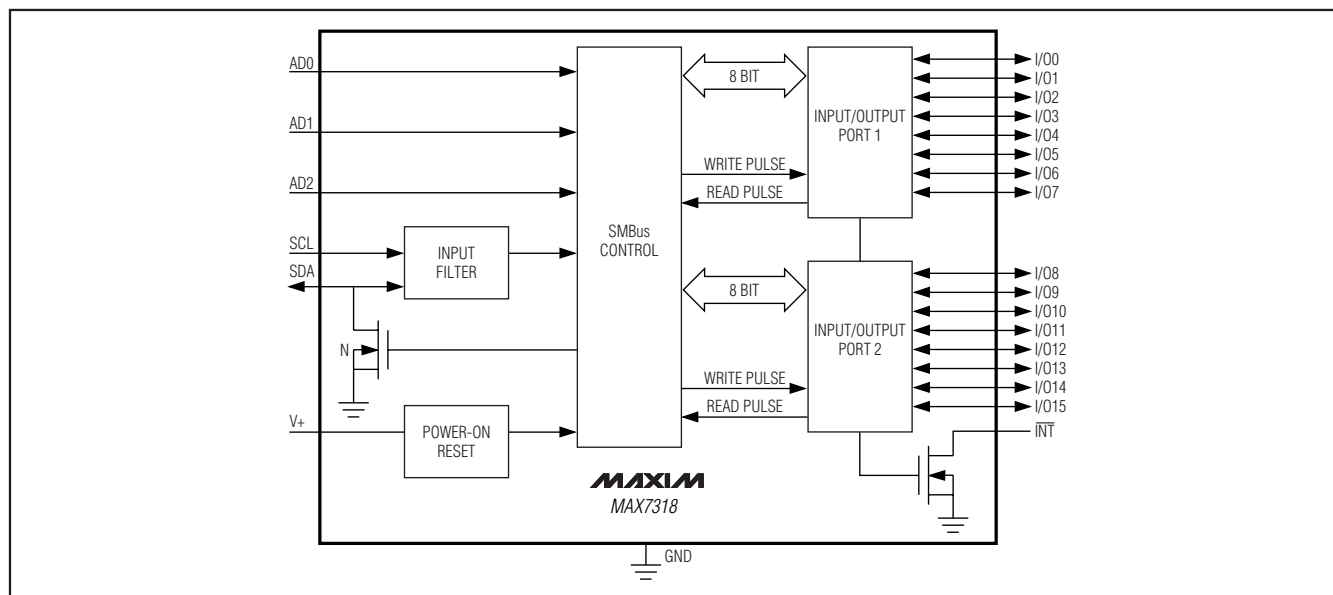 AD0
AD1
AD2
SCL
SDA
N
V+
INPUT
FILTER
POWER-ON
RESET
SMBus
CONTROL
8 BIT
WRITE PULSE
READ PULSE
8 BIT
WRITE PULSE
READ PULSE
INPUT/OUTPUT
PORT 1
INPUT/OUTPUT
PORT 2
I/O0
I/O1
I/O2
I/O3
I/O4
I/O5
I/O6
I/O7
I/O8
I/O9
I/O10
I/O11
I/O12
I/O13
I/O14
I/O15
INT
MAXIM
MAX7318
GND